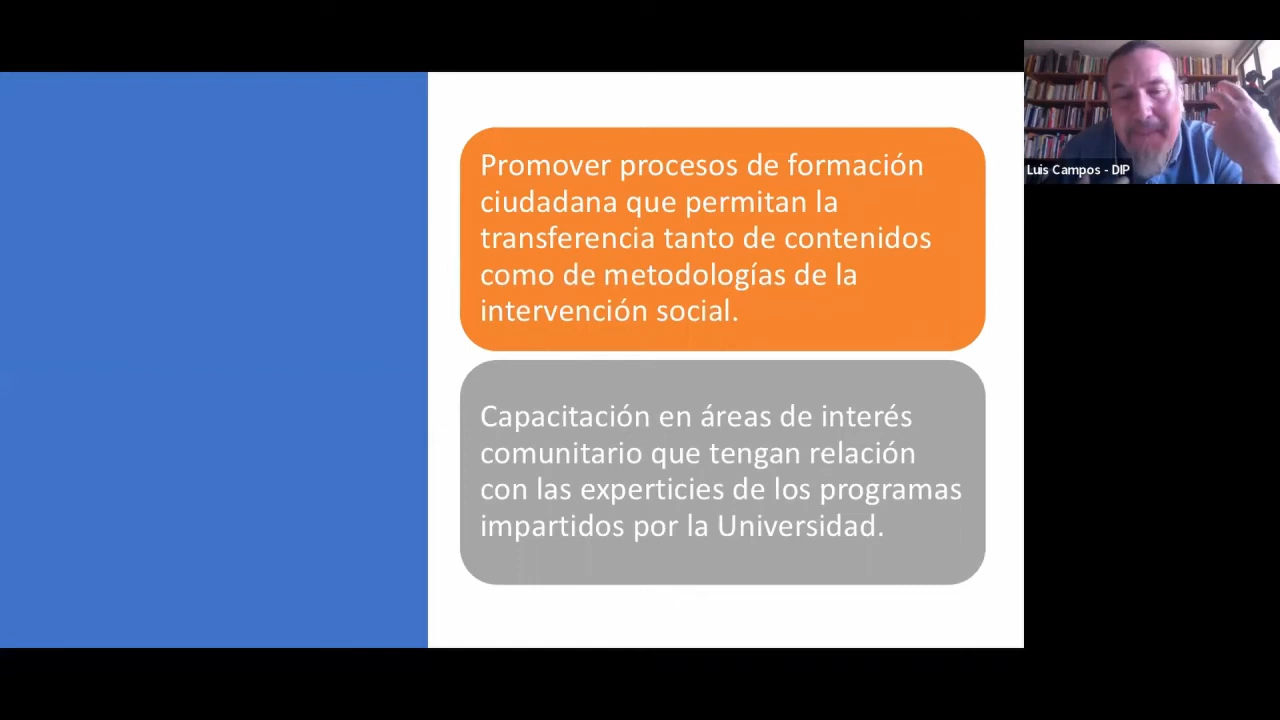 Promover procesos de formación
ciudadana que permitan la
transferencia tanto de contenidos
como de metodologías de la
intervención social.
Capacitación en áreas de interés
comunitario que tengan relación
con las experticies de los programas
impartidos por la Universidad.
Luis Campos - DIP